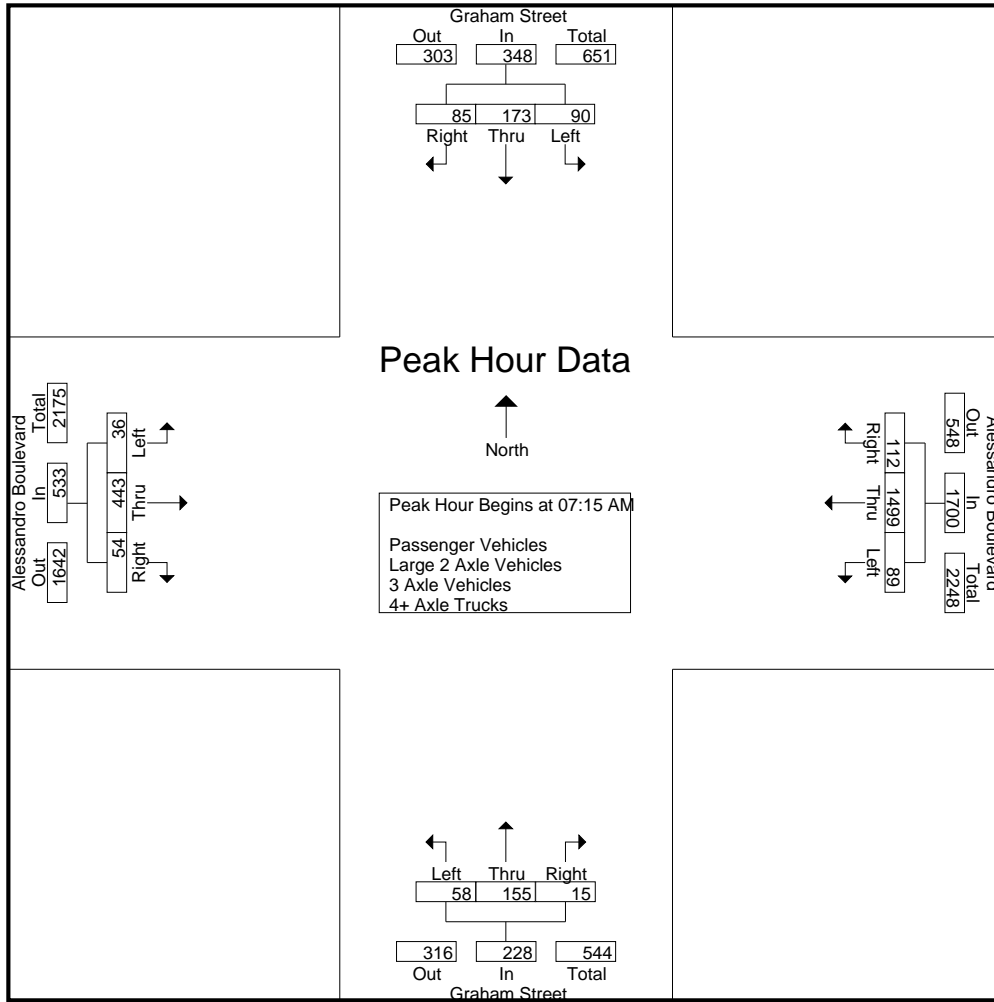 Graham Street
Out In Total
303 348 651
85 173 90
Right Thru Left
Peak Hour Data
North
Peak Hour Begins at 07:15 AM
Passenger Vehicles
Large 2 Axle Vehicles
3 Axle Vehicles
4+ Axle Trucks
Alessandro Boulevard
Out In Total
1642 533 2175
36 443 54
Left Thru Right
Alessandro Boulevard
Out In Total
548 1700 2248
112 1499 89
Right Thru Left
Left Thru Right
58 155 15
316 228 544
Out In Total
Graham Street